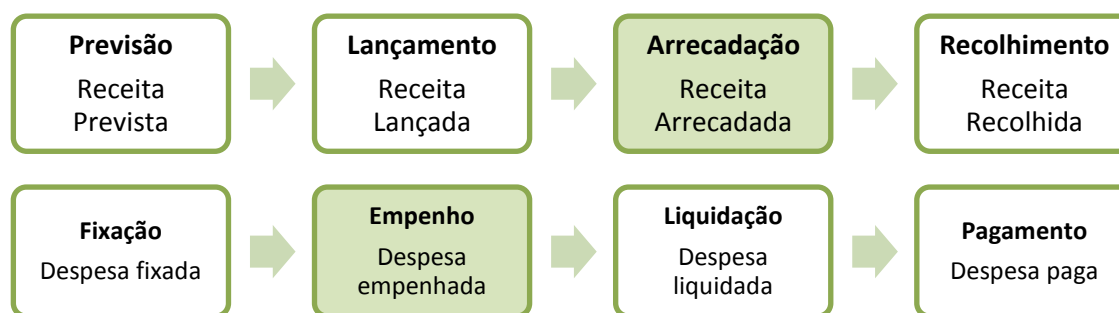 Previsão
Receita
Prevista
Lançamento
Receita
Lançada
Arrecadação
Receita
Arrecadada
Recolhimento
Receita
Recolhida
Fixação
Despesa fixada
Empenho
Despesa
empenhada
Liquidação
Despesa
liquidada
Pagamento
Despesa paga